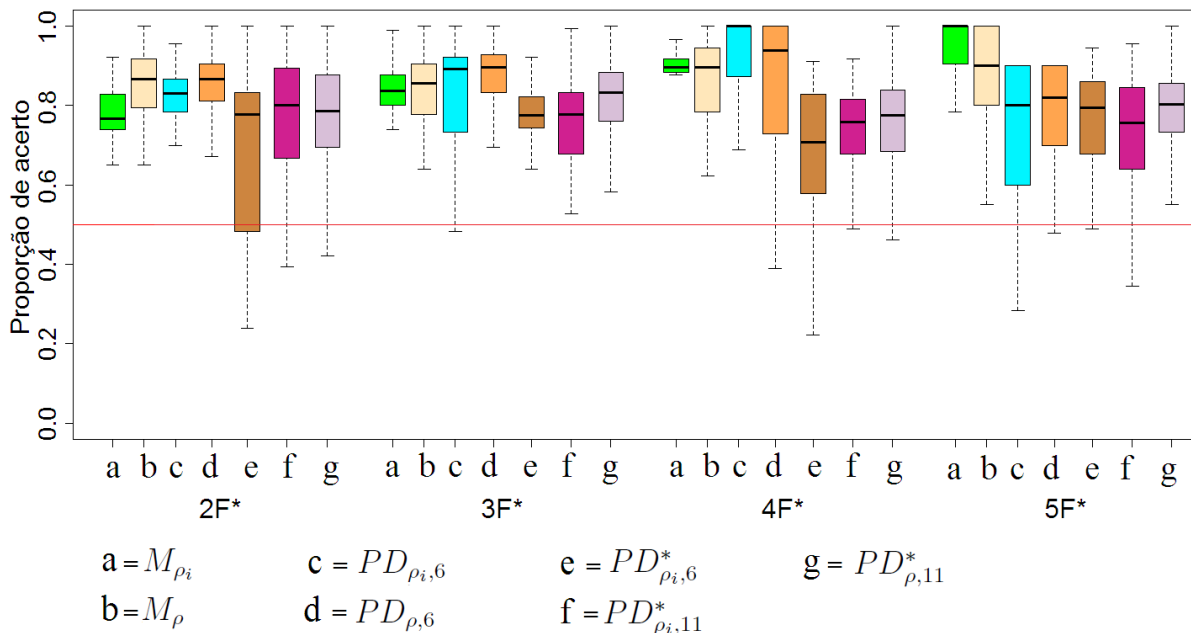 1.0
0.8
0.6
0.4
0.2
0.0
Proporção de acerto
a b c d e f g a b c d e f g a b c d e f g a b c d e f g
2F* 3F* 4F* 5F*
a = M_{ρ_i} c = PD_{ρ_i,6} e = PD*_{ρ_i,6} g = PD*_{ρ,11}
b = M_ρ d = PD_{ρ,6} f = PD*_{ρ_i,11}